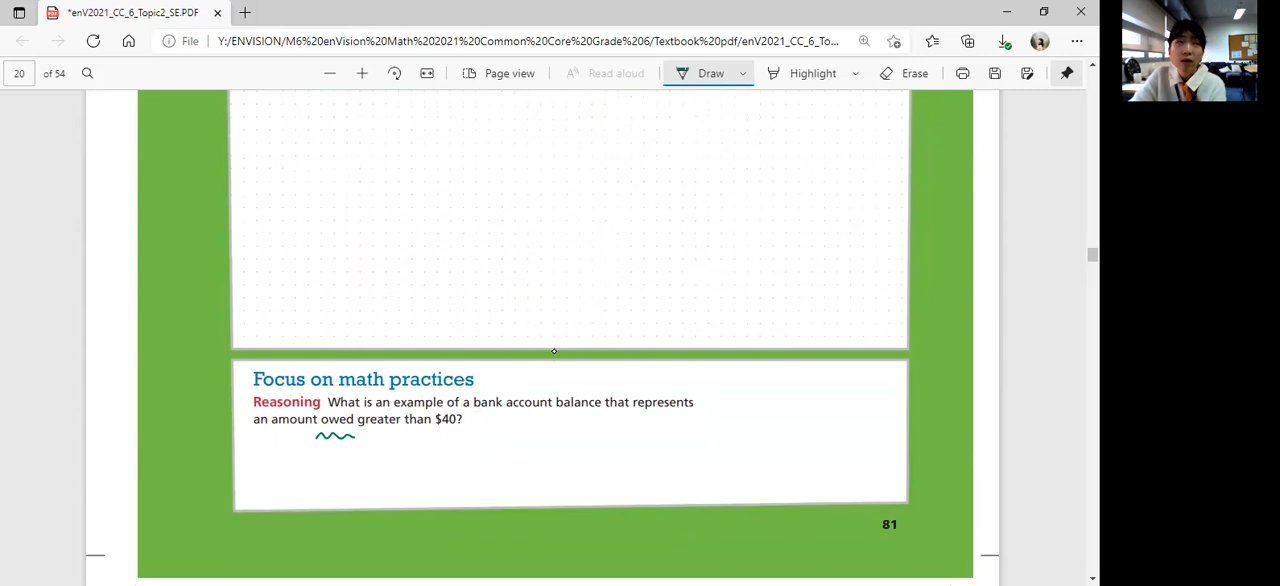 *enV2021_CC_6_Topic2_SE.PDF
File
Y:/ENVISION/M6%20enVision%20Math%202021%20Common%20Core%20Grade%206/Textbook%20pdf/enV2021_CC_6_To...
20 of 54
Page view
Read aloud
Draw
Highlight
Erase
Focus on math practices
Reasoning What is an example of a bank account balance that represents
an amount owed greater than $40?
81